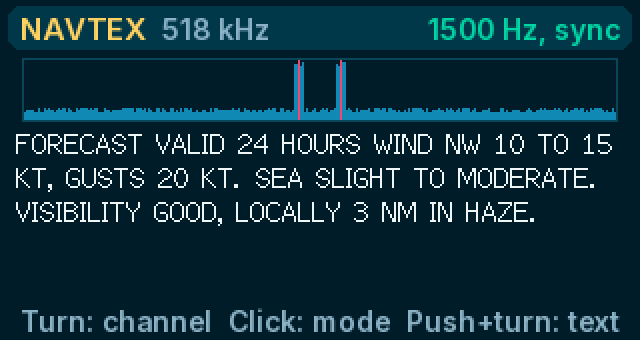 NAVTEX 518 kHz 1500 Hz, sync
FORECAST VALID 24 HOURS WIND NW 10 TO 15
KT, GUSTS 20 KT. SEA SLIGHT TO MODERATE.
VISIBILITY GOOD, LOCALLY 3 NM IN HAZE.
Turn: channel Click: mode Push+turn: text